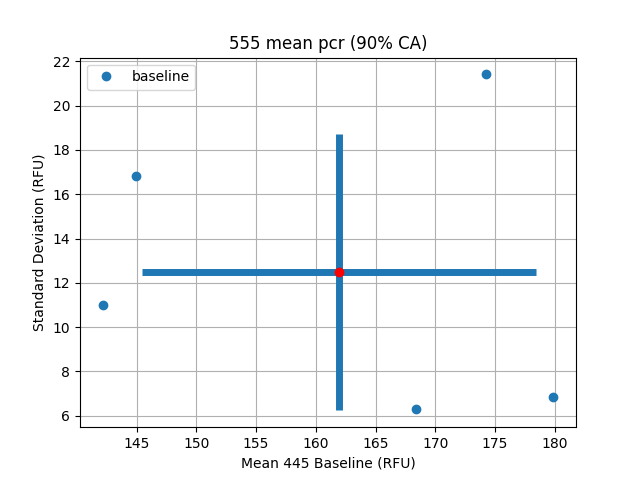 555 mean pcr (90% CA)
baseline
22
20
18
16
14
12
10
8
6
Standard Deviation (RFU)
145 150 155 160 165 170 175 180
Mean 445 Baseline (RFU)